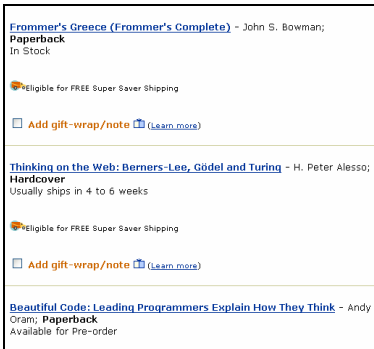 Frommer's Greece (Frommer's Complete) - John S. Bowman;
Paperback
In Stock
Eligible for FREE Super Saver Shipping
Add gift-wrap/note (Learn more)
Thinking on the Web: Berners-Lee, Gödel and Turing - H. Peter Alesso;
Hardcover
Usually ships in 4 to 6 weeks
Eligible for FREE Super Saver Shipping
Add gift-wrap/note (Learn more)
Beautiful Code: Leading Programmers Explain How They Think - Andy
Oram; Paperback
Available for Pre-order